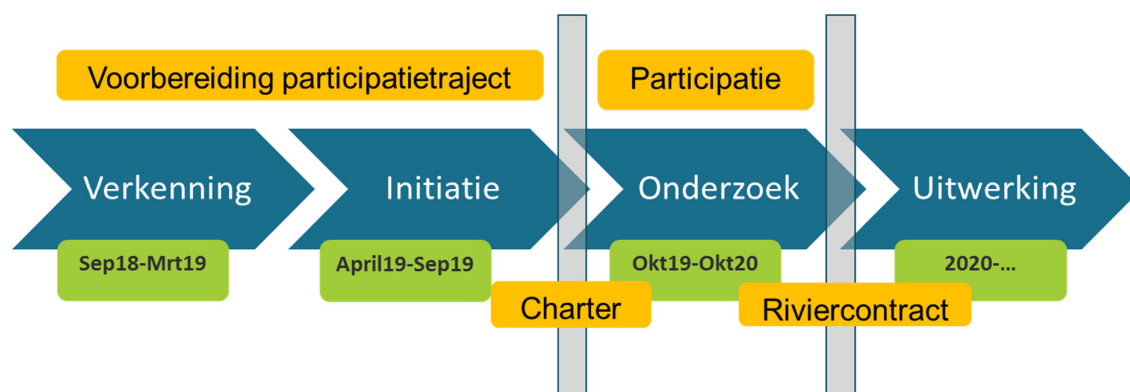 Voorbereiding participatietraject
Participatie
Verkenning
Initiatie
Onderzoek
Uitwerking
Sep18-Mrt19
April19-Sep19
Okt19-Okt20
2020-...
Charter
Riviercontract